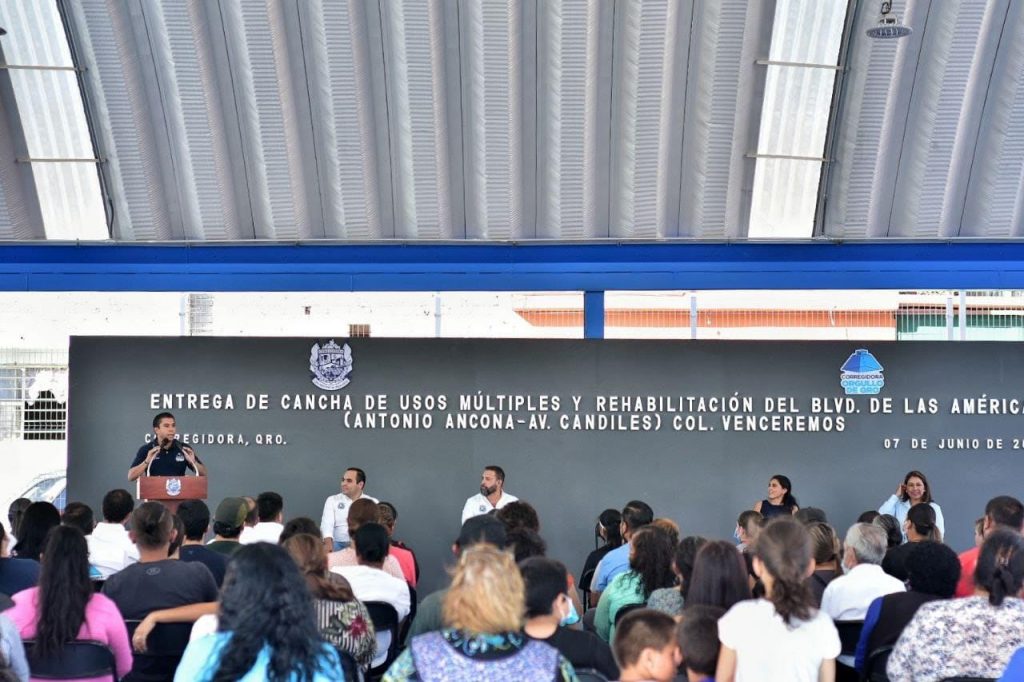 CORREGIDORA
ORGULLO
DE QRO
ENTREGA DE CANCHA DE USOS MÚLTIPLES Y REHABILITACIÓN DEL BLVD. DE LAS AMÉRICA
(ANTONIO ANCONA-AV. CANDILES) COL. VENCEREMOS
CORREGIDORA, QRO.
07 DE JUNIO DE 20